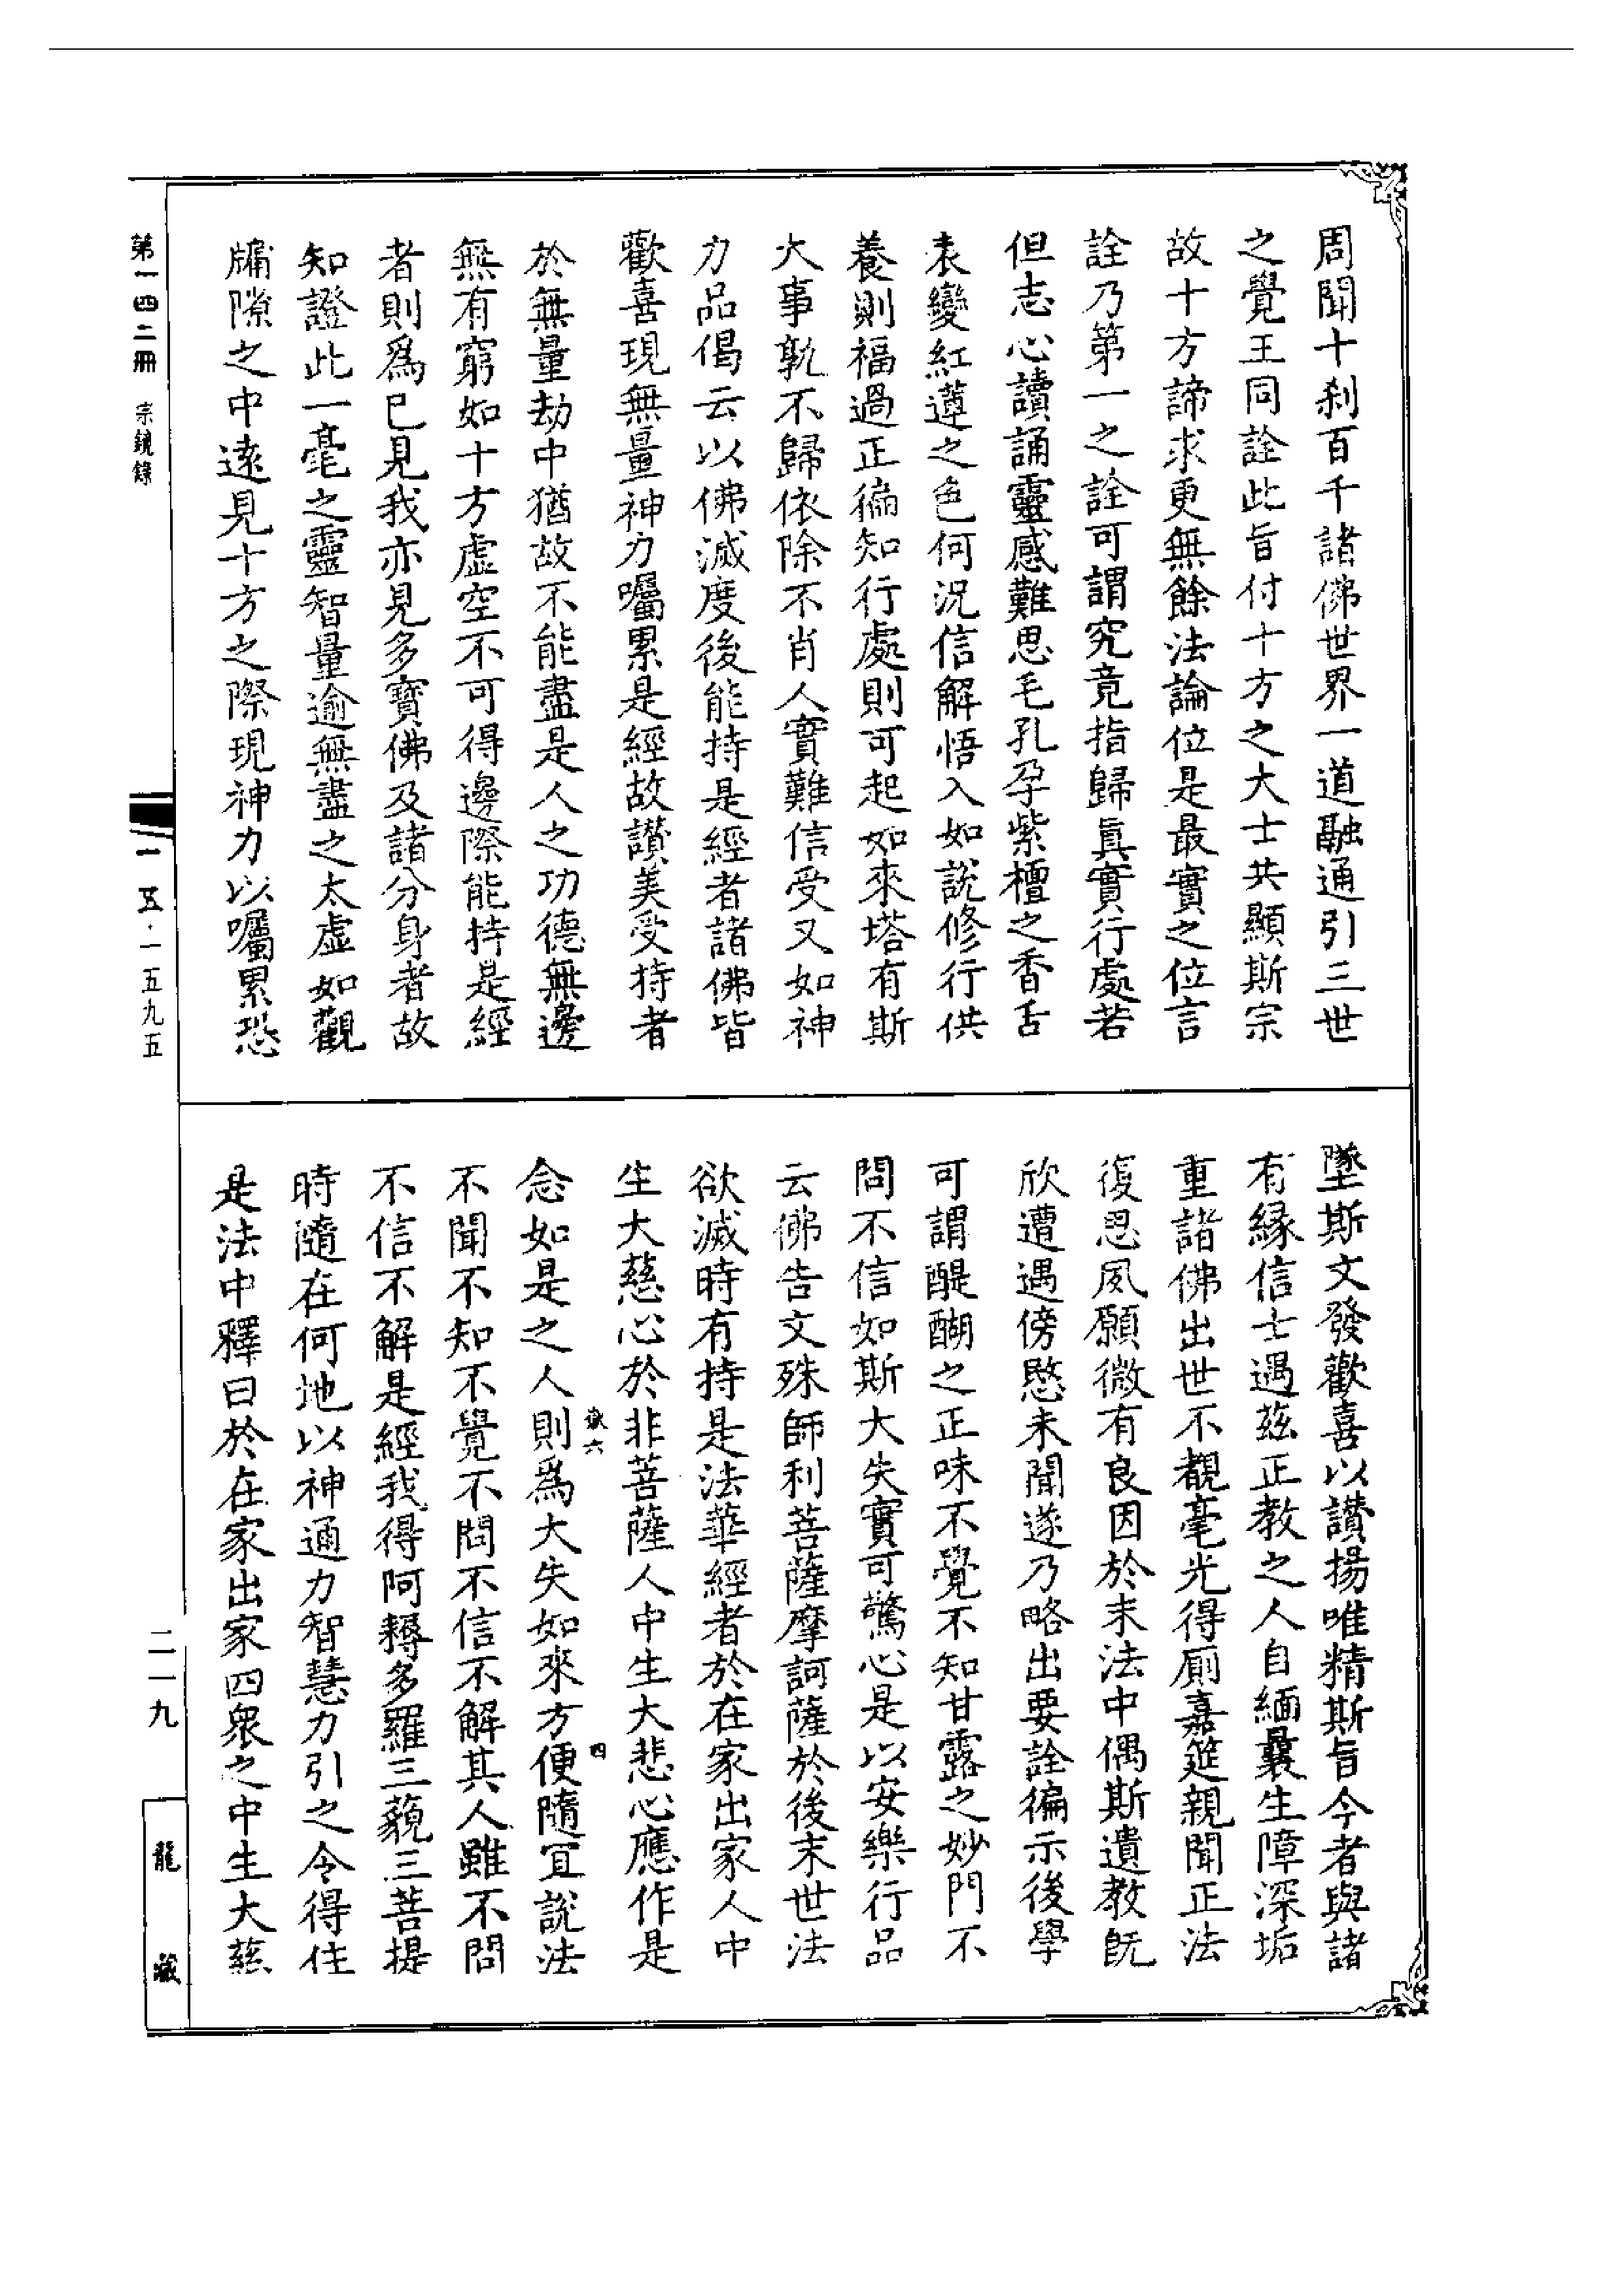 周聞十刹百千諸佛世界一道融通引三世
之覺王同詮此旨付十方之大士共顯斯宗
故十方諦求更無餘法論位是最實之位言
詮乃第一之詮可謂究竟指歸眞實行處若
但志心讀誦靈感難思毛孔孕紫檀之香舌
表變紅蓮之色何況信解悟入如說修行供
養則福過正徧知行處則可起如來塔有斯
大事孰不歸依除不肖人實難信受又如神
力品偈云以佛滅度後能持是經者諸佛皆
歡喜現無量神力囑累是經故讃美受持者
於無量劫中猶故不能盡是人之功德無邊
無有窮如十方虛空不可得邊際能持是經
者則爲已見我亦見多寶佛及諸分身者故
知證此一毫之靈智量逾無盡之太虛如觀
牖隙之中遠見十方之際現神力以囑累恐
墜斯文發歡喜以讃揚唯精斯旨今者與諸
有縁信士遇茲正教之人自緬曩生障深垢
重諸佛出世不覩毫光得廁嘉筵親聞正法
復思夙願微有良因於末法中偶斯遺教旣
欣遭遇傍愍未聞遂乃略出要詮徧示後學
可謂醍醐之正味不覺不知甘露之妙門不
問不信如斯大失實可驚心是以安樂行品
云佛告文殊師利菩薩摩訶薩於後末世法
欲滅時有持是法華經者於在家出家人中
生大慈心於非菩薩人中生大悲心應作是
念如是之人則爲大失如來方便隨宜說法
不聞不知不覺不問不信不解其人雖不問
不信不解是經我得阿耨多羅三藐三菩提
時隨在何地以神通力智慧力引之令得住
是法中釋曰於在家出家四衆之中生大慈
六
四
第一四二冊 宗鏡錄
一五·一五九五
二一九
龍藏